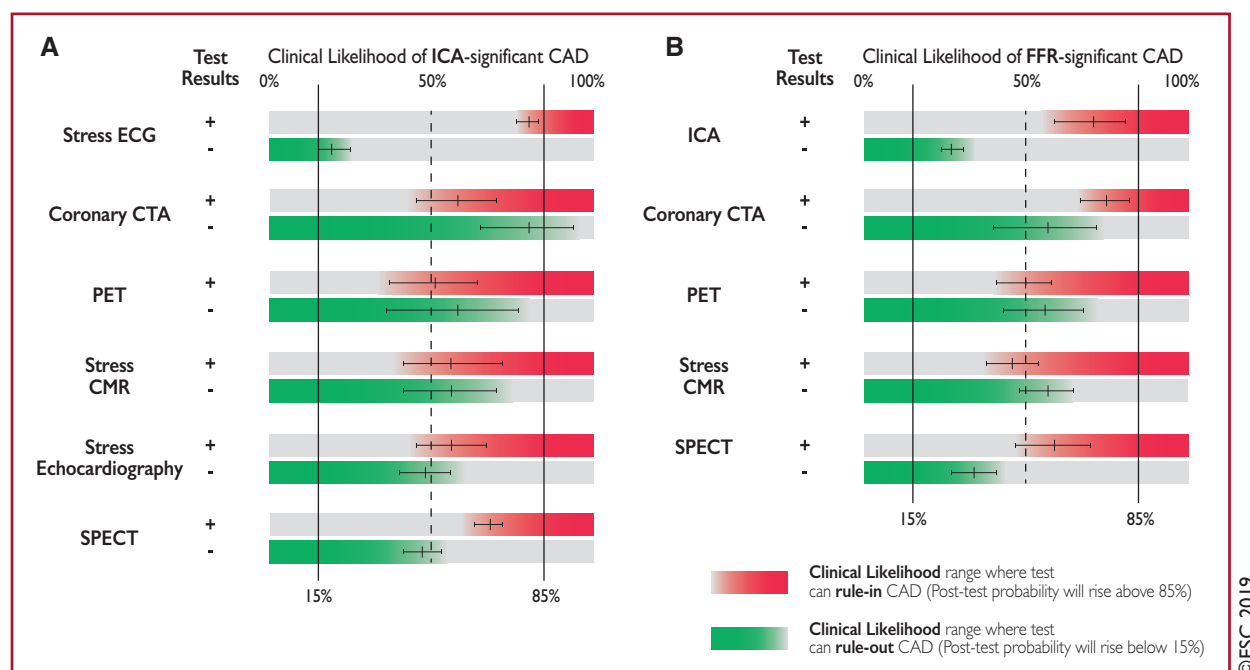 A
Test
Results
Clinical Likelihood of ICA-significant CAD
0% 50% 100%
Stress ECG
+
-
Coronary CTA
+
-
PET
+
-
Stress
CMR
+
-
Stress
Echocardiography
+
-
SPECT
+
-
15% 85%
B
Test
Results
Clinical Likelihood of FFR-significant CAD
0% 50% 100%
ICA
+
-
Coronary CTA
+
-
PET
+
-
Stress
CMR
+
-
SPECT
+
-
15% 85%
Clinical Likelihood range where test
can rule-in CAD (Post-test probability will rise above 85%)
Clinical Likelihood range where test
can rule-out CAD (Post-test probability will rise below 15%)
©ESC 2019